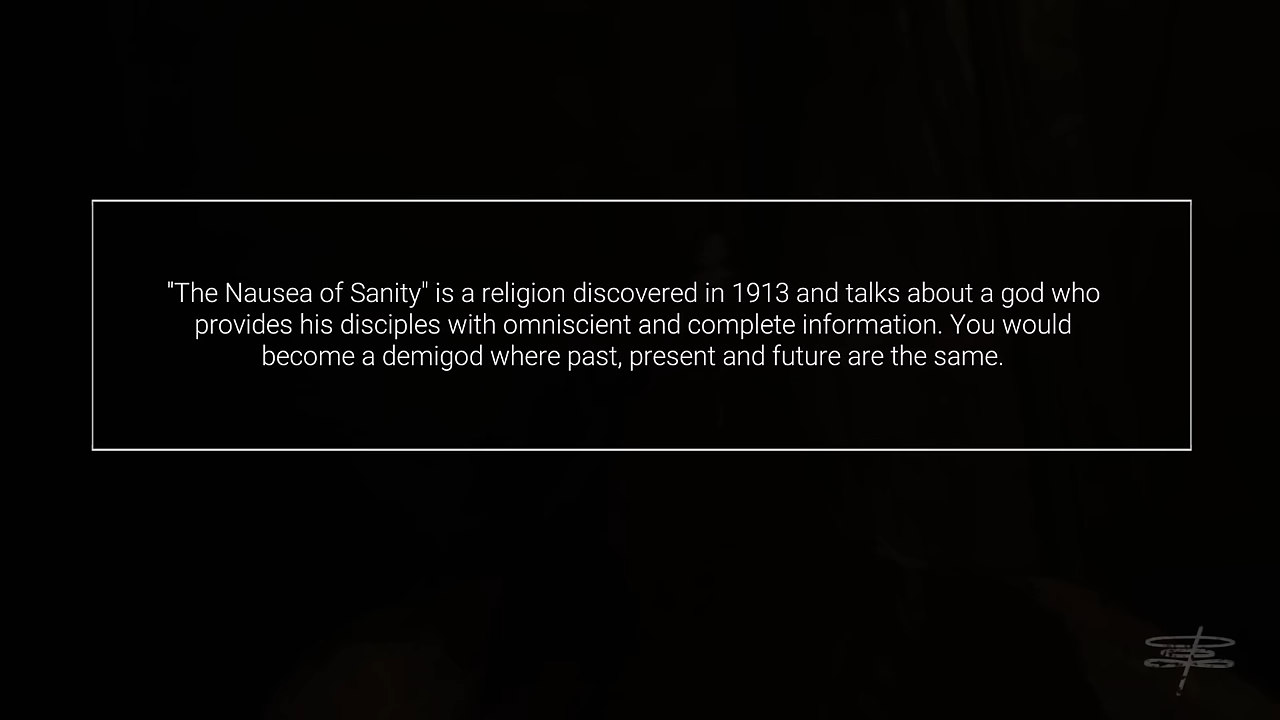 "The Nausea of Sanity" is a religion discovered in 1913 and talks about a god who
provides his disciples with omniscient and complete information. You would
become a demigod where past, present and future are the same.